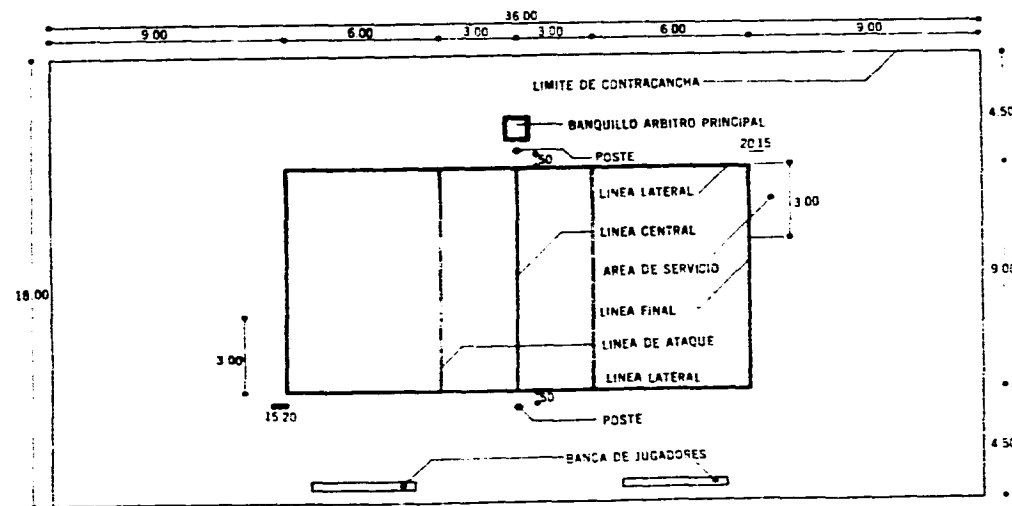 36.00
9.00 6.00 3.00 3.00 6.00 9.00
LIMITE DE CONTRACANCHA
4.50
BANQUILLO ARBITRO PRINCIPAL
20.15
POSTE
.50
LINEA LATERAL
3.00
LINEA CENTRAL
AREA DE SERVICIO
9.00
18.00
LINEA FINAL
LINEA DE ATAQUE
3.00
LINEA LATERAL
.50
15.20
POSTE
4.50
BANCA DE JUGADORES